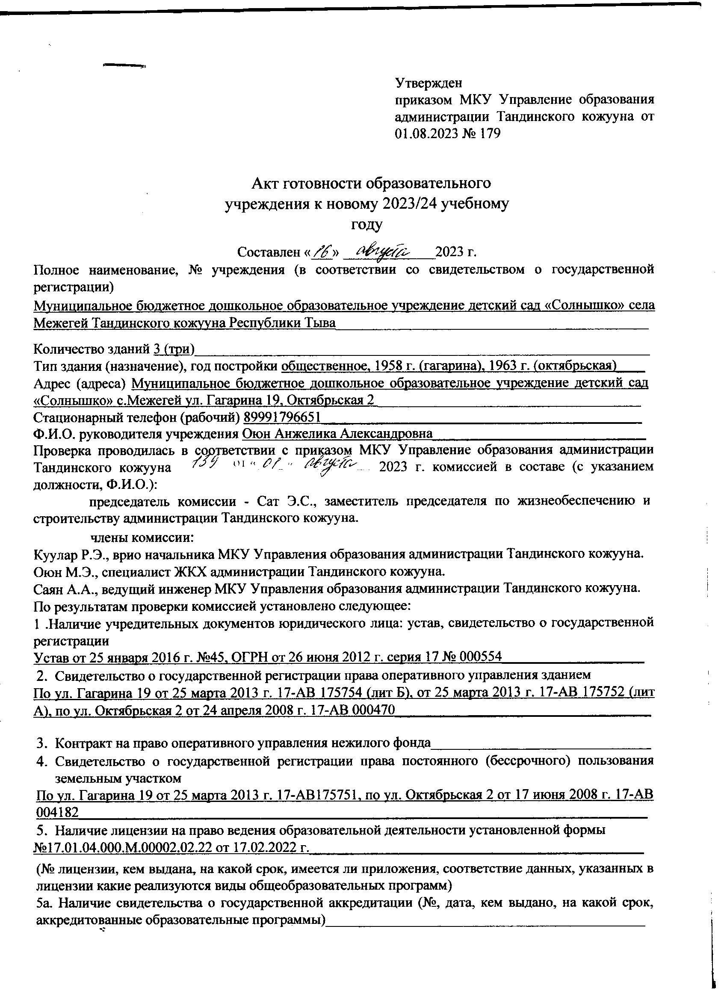 Утвержден
приказом МКУ Управление образования
администрации Тандинского кожууна от
01.08.2023 № 179
Акт готовности образовательного
учреждения к новому 2023/24 учебному
году
Составлен «16» августа 2023 г.
Полное наименование, № учреждения (в соответствии со свидетельством о государственной
регистрации)
Муниципальное бюджетное дошкольное образовательное учреждение детский сад «Солнышко» села
Межегей Тандинского кожууна Республики Тыва
Количество зданий 3 (три)
Тип здания (назначение), год постройки общественное, 1958 г. (гагарина), 1963 г. (октябрьская)
Адрес (адреса) Муниципальное бюджетное дошкольное образовательное учреждение детский сад
«Солнышко» с.Межегей ул. Гагарина 19, Октябрьская 2
Стационарный телефон (рабочий) 89991796651
Ф.И.О. руководителя учреждения Оюн Анжелика Александровна
Проверка проводилась в соответствии с приказом МКУ Управление образования администрации
Тандинского кожууна от « 01 » августа 2023 г. комиссией в составе (с указанием
должности, Ф.И.О.):
председатель комиссии - Сат Э.С., заместитель председателя по жизнеобеспечению и
строительству администрации Тандинского кожууна.
члены комиссии:
Куулар Р.Э., врио начальника МКУ Управления образования администрации Тандинского кожууна.
Оюн М.Э., специалист ЖКХ администрации Тандинского кожууна.
Саян А.А., ведущий инженер МКУ Управления образования администрации Тандинского кожууна.
По результатам проверки комиссией установлено следующее:
1 .Наличие учредительных документов юридического лица: устав, свидетельство о государственной
регистрации
Устав от 25 января 2016 г. №45, ОГРН от 26 июня 2012 г. серия 17 № 000554
2. Свидетельство о государственной регистрации права оперативного управления зданием
По ул. Гагарина 19 от 25 марта 2013 г. 17-АВ 175754 (лит Б), от 25 марта 2013 г. 17-АВ 175752 (лит
А), по ул. Октябрьская 2 от 24 апреля 2008 г. 17-АВ 000470
3. Контракт на право оперативного управления нежилого фонда
4. Свидетельство о государственной регистрации права постоянного (бессрочного) пользования
земельным участком
По ул. Гагарина 19 от 25 марта 2013 г. 17-АВ175751, по ул. Октябрьская 2 от 17 июня 2008 г. 17-АВ
004182
5. Наличие лицензии на право ведения образовательной деятельности установленной формы
№17.01.04.000.М.00002.02.22 от 17.02.2022 г.
(№ лицензии, кем выдана, на какой срок, имеется ли приложения, соответствие данных, указанных в
лицензии какие реализуются виды общеобразовательных программ)
5а. Наличие свидетельства о государственной аккредитации (№, дата, кем выдано, на какой срок,
аккредитованные образовательные программы)